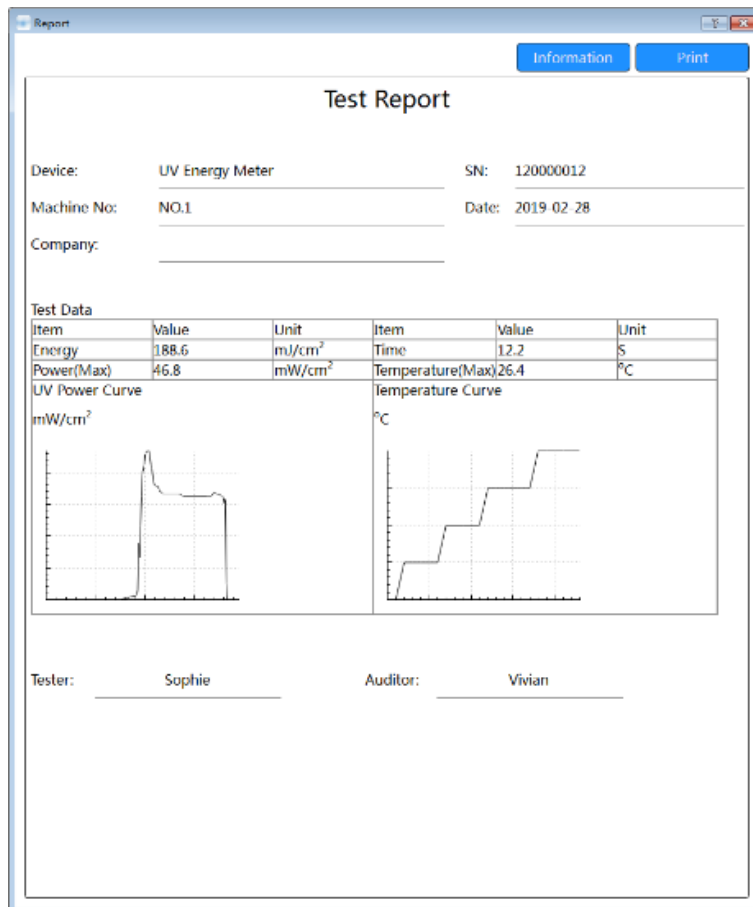 Report
Information Print
Test Report
Device: UV Energy Meter SN: 120000012
Machine No: NO.1 Date: 2019-02-28
Company:
Test Data
Item Value Unit Item Value Unit
Energy 188.6 mJ/cm² Time 12.2 S
Power(Max) 46.8 mW/cm² Temperature(Max) 26.4 °C
UV Power Curve Temperature Curve
mW/cm² °C
Tester: Sophie Auditor: Vivian